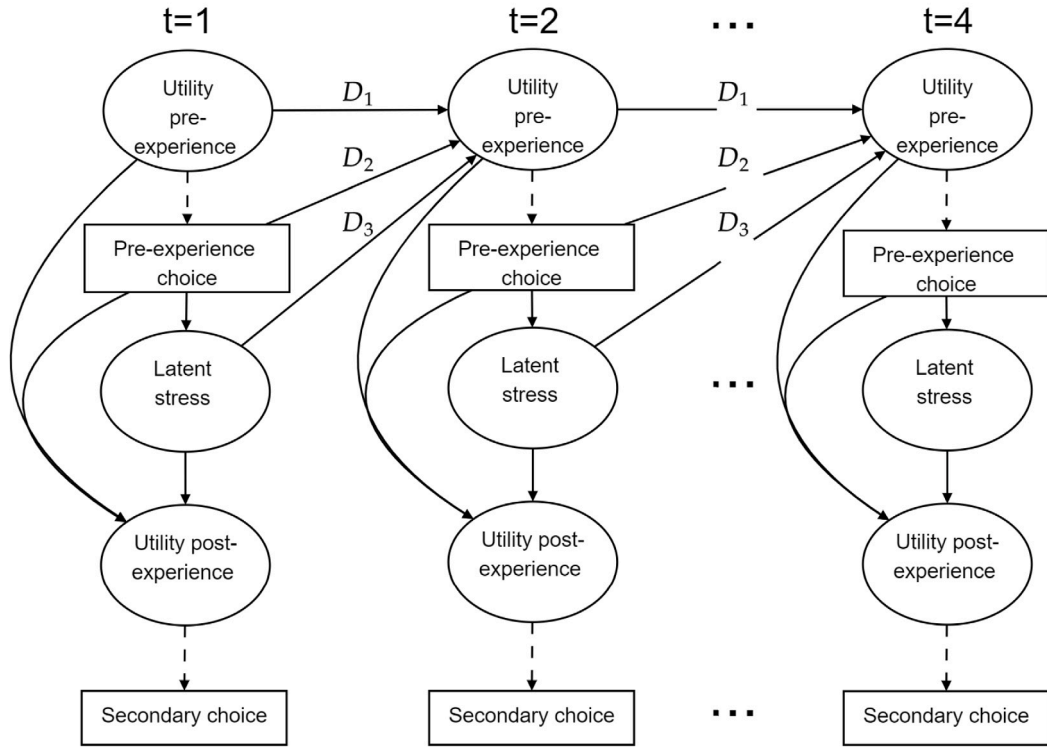 t=1
t=2
...
t=4
Utility
pre-
experience
D1
Utility
pre-
experience
D1
Utility
pre-
experience
D2
D2
D3
D3
Pre-experience
choice
Pre-experience
choice
Pre-experience
choice
Latent
stress
Latent
stress
...
Latent
stress
Utility post-
experience
Utility post-
experience
Utility post-
experience
Secondary choice
Secondary choice
...
Secondary choice